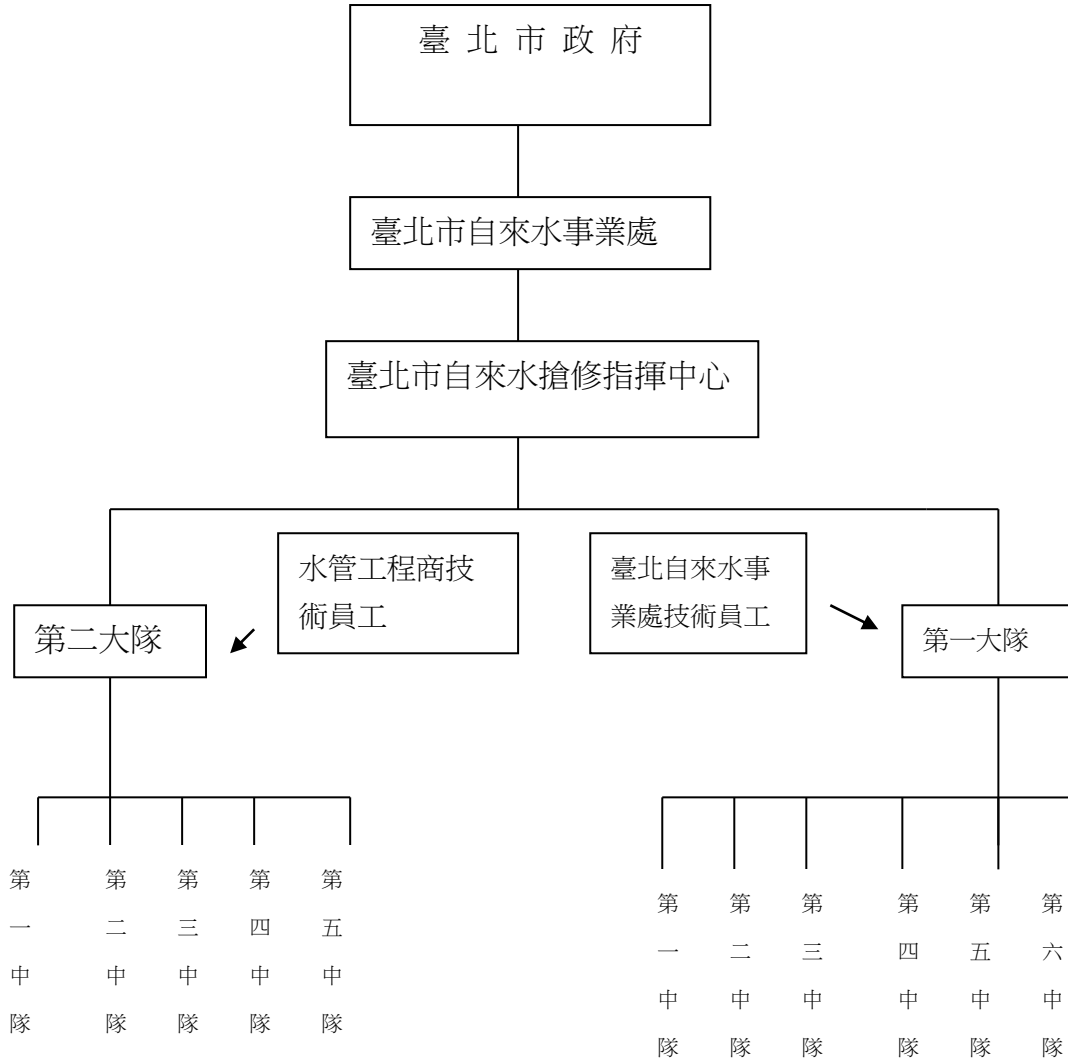 臺北市政府
臺北市自來水事業處
臺北市自來水搶修指揮中心
水管工程商技
術員工
臺北自來水事
業處技術員工
第二大隊
第一大隊
第一中隊
第二中隊
第三中隊
第四中隊
第五中隊
第一中隊
第二中隊
第三中隊
第四中隊
第五中隊
第六中隊